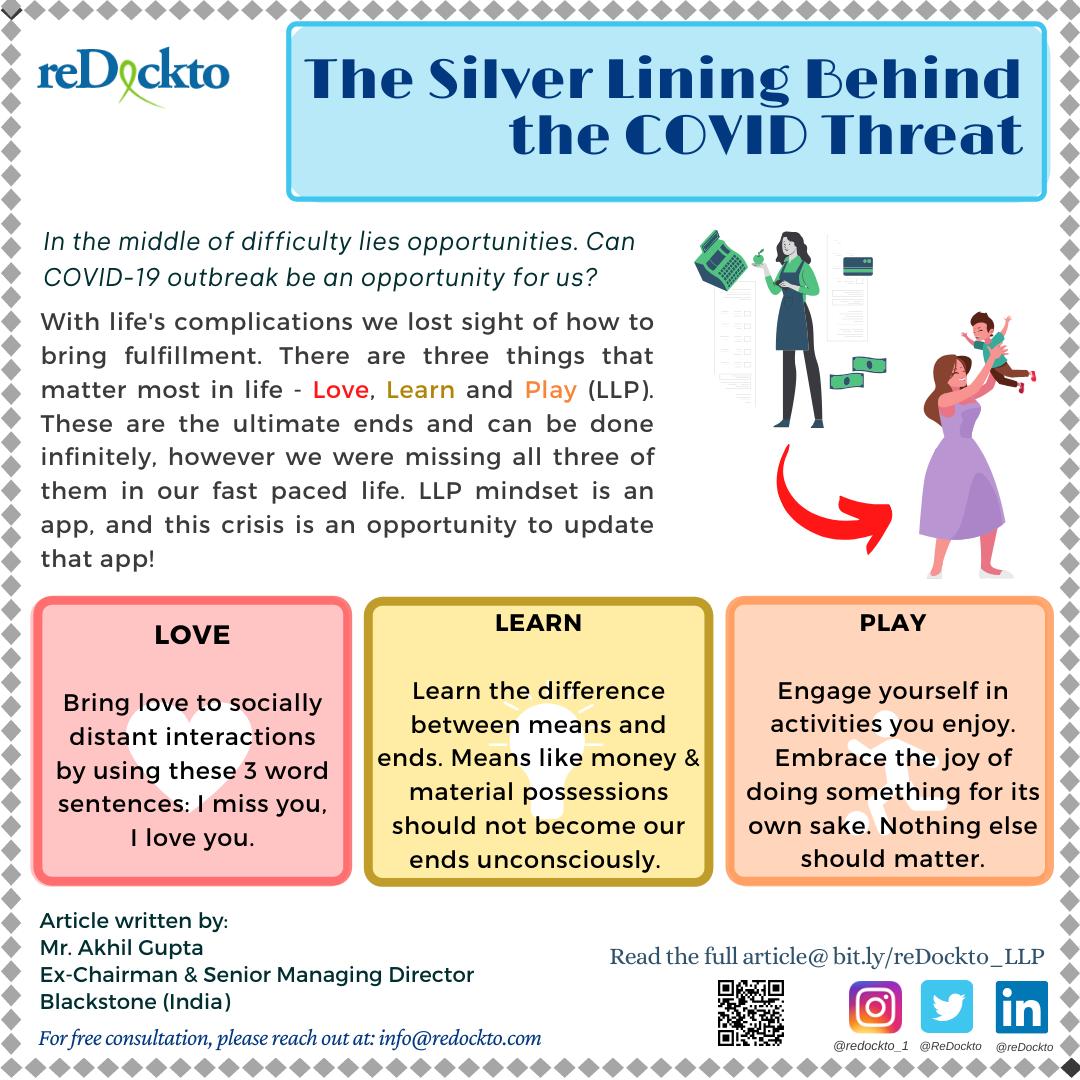 reDockto
The Silver Lining Behind
the COVID Threat
In the middle of difficulty lies opportunities. Can
COVID-19 outbreak be an opportunity for us?
With life's complications we lost sight of how to
bring fulfillment. There are three things that
matter most in life - Love, Learn and Play (LLP).
These are the ultimate ends and can be done
infinitely, however we were missing all three of
them in our fast paced life. LLP mindset is an
app, and this crisis is an opportunity to update
that app!
LOVE
Bring love to socially
distant interactions
by using these 3 word
sentences: I miss you,
I love you.
LEARN
Learn the difference
between means and
ends. Means like money &
material possessions
should not become our
ends unconsciously.
PLAY
Engage yourself in
activities you enjoy.
Embrace the joy of
doing something for its
own sake. Nothing else
should matter.
Article written by:
Mr. Akhil Gupta
Ex-Chairman & Senior Managing Director
Blackstone (India)
For free consultation, please reach out at: info@redockto.com
Read the full article@ bit.ly/reDockto_LLP
in
@redockto_1 @ReDockto @reDockto